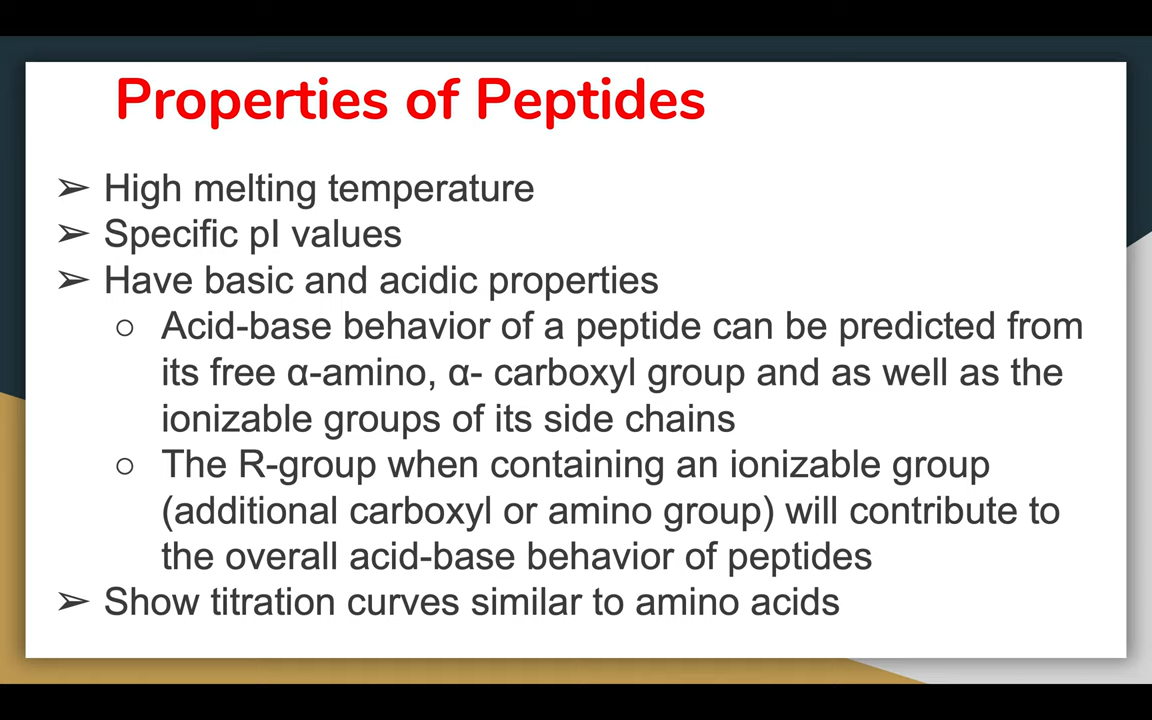 Properties of Peptides
➢ High melting temperature
➢ Specific pI values
➢ Have basic and acidic properties
○ Acid-base behavior of a peptide can be predicted from
its free α-amino, α- carboxyl group and as well as the
ionizable groups of its side chains
○ The R-group when containing an ionizable group
(additional carboxyl or amino group) will contribute to
the overall acid-base behavior of peptides
➢ Show titration curves similar to amino acids